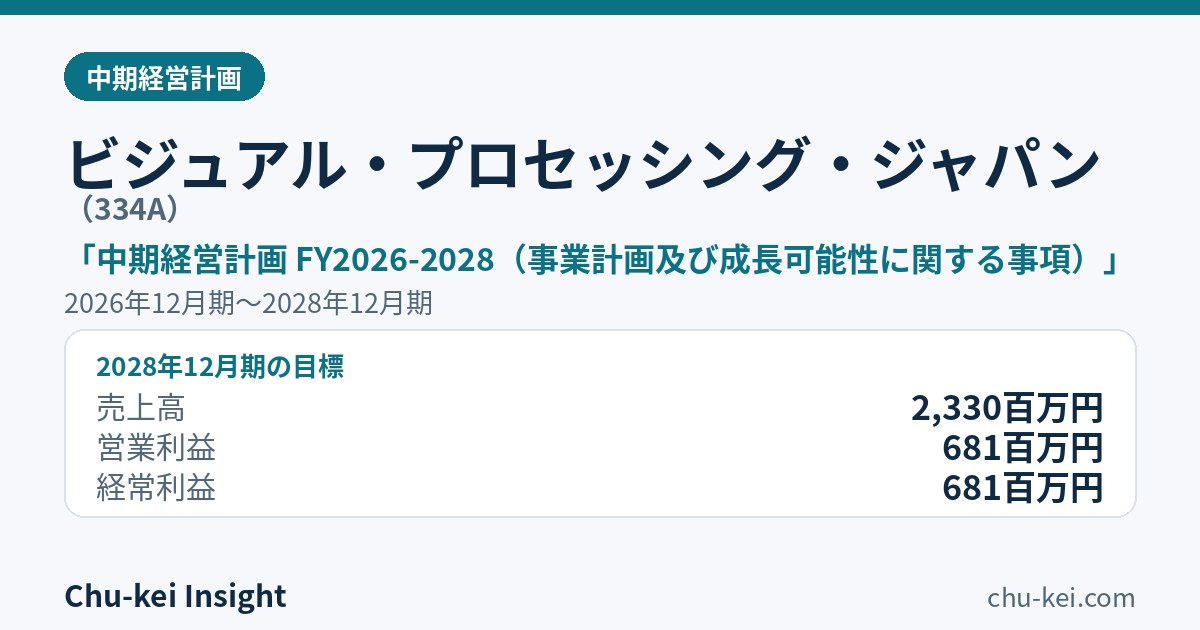 中期経営計画
ビジュアル・プロセッシング・ジャパン
（334A）
「中期経営計画 FY2026-2028（事業計画及び成長可能性に関する事項）」
2026年12月期～2028年12月期
2028年12月期の目標
売上高 2,330百万円
営業利益 681百万円
経常利益 681百万円
Chu-kei Insight chu-kei.com